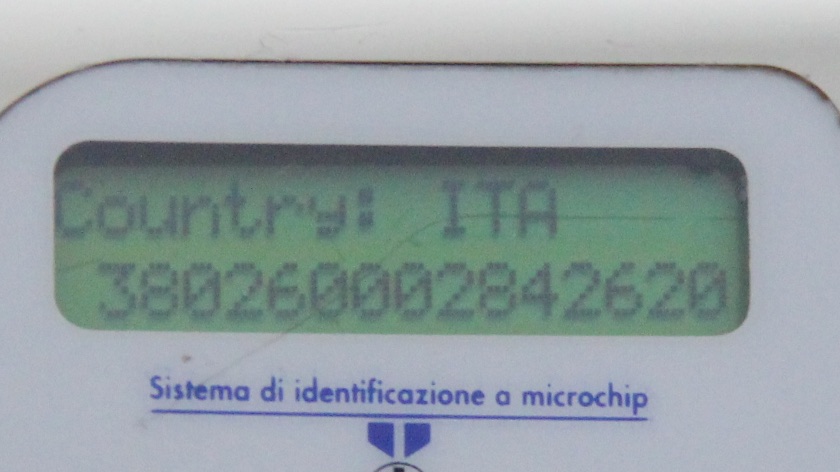 Country: ITA
380260002842620
Sistema di identificazione a microchip